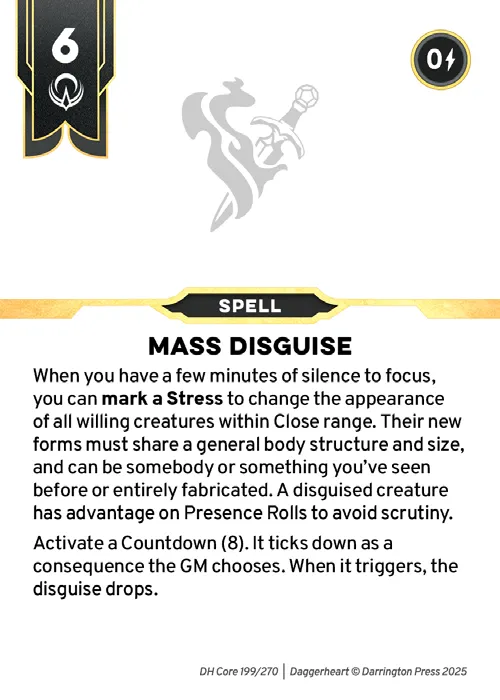 6
0
SPELL
MASS DISGUISE
When you have a few minutes of silence to focus,
you can mark a Stress to change the appearance
of all willing creatures within Close range. Their new
forms must share a general body structure and size,
and can be somebody or something you’ve seen
before or entirely fabricated. A disguised creature
has advantage on Presence Rolls to avoid scrutiny.
Activate a Countdown (8). It ticks down as a
consequence the GM chooses. When it triggers, the
disguise drops.
DH Core 199/270 | Daggerheart © Darrington Press 2025